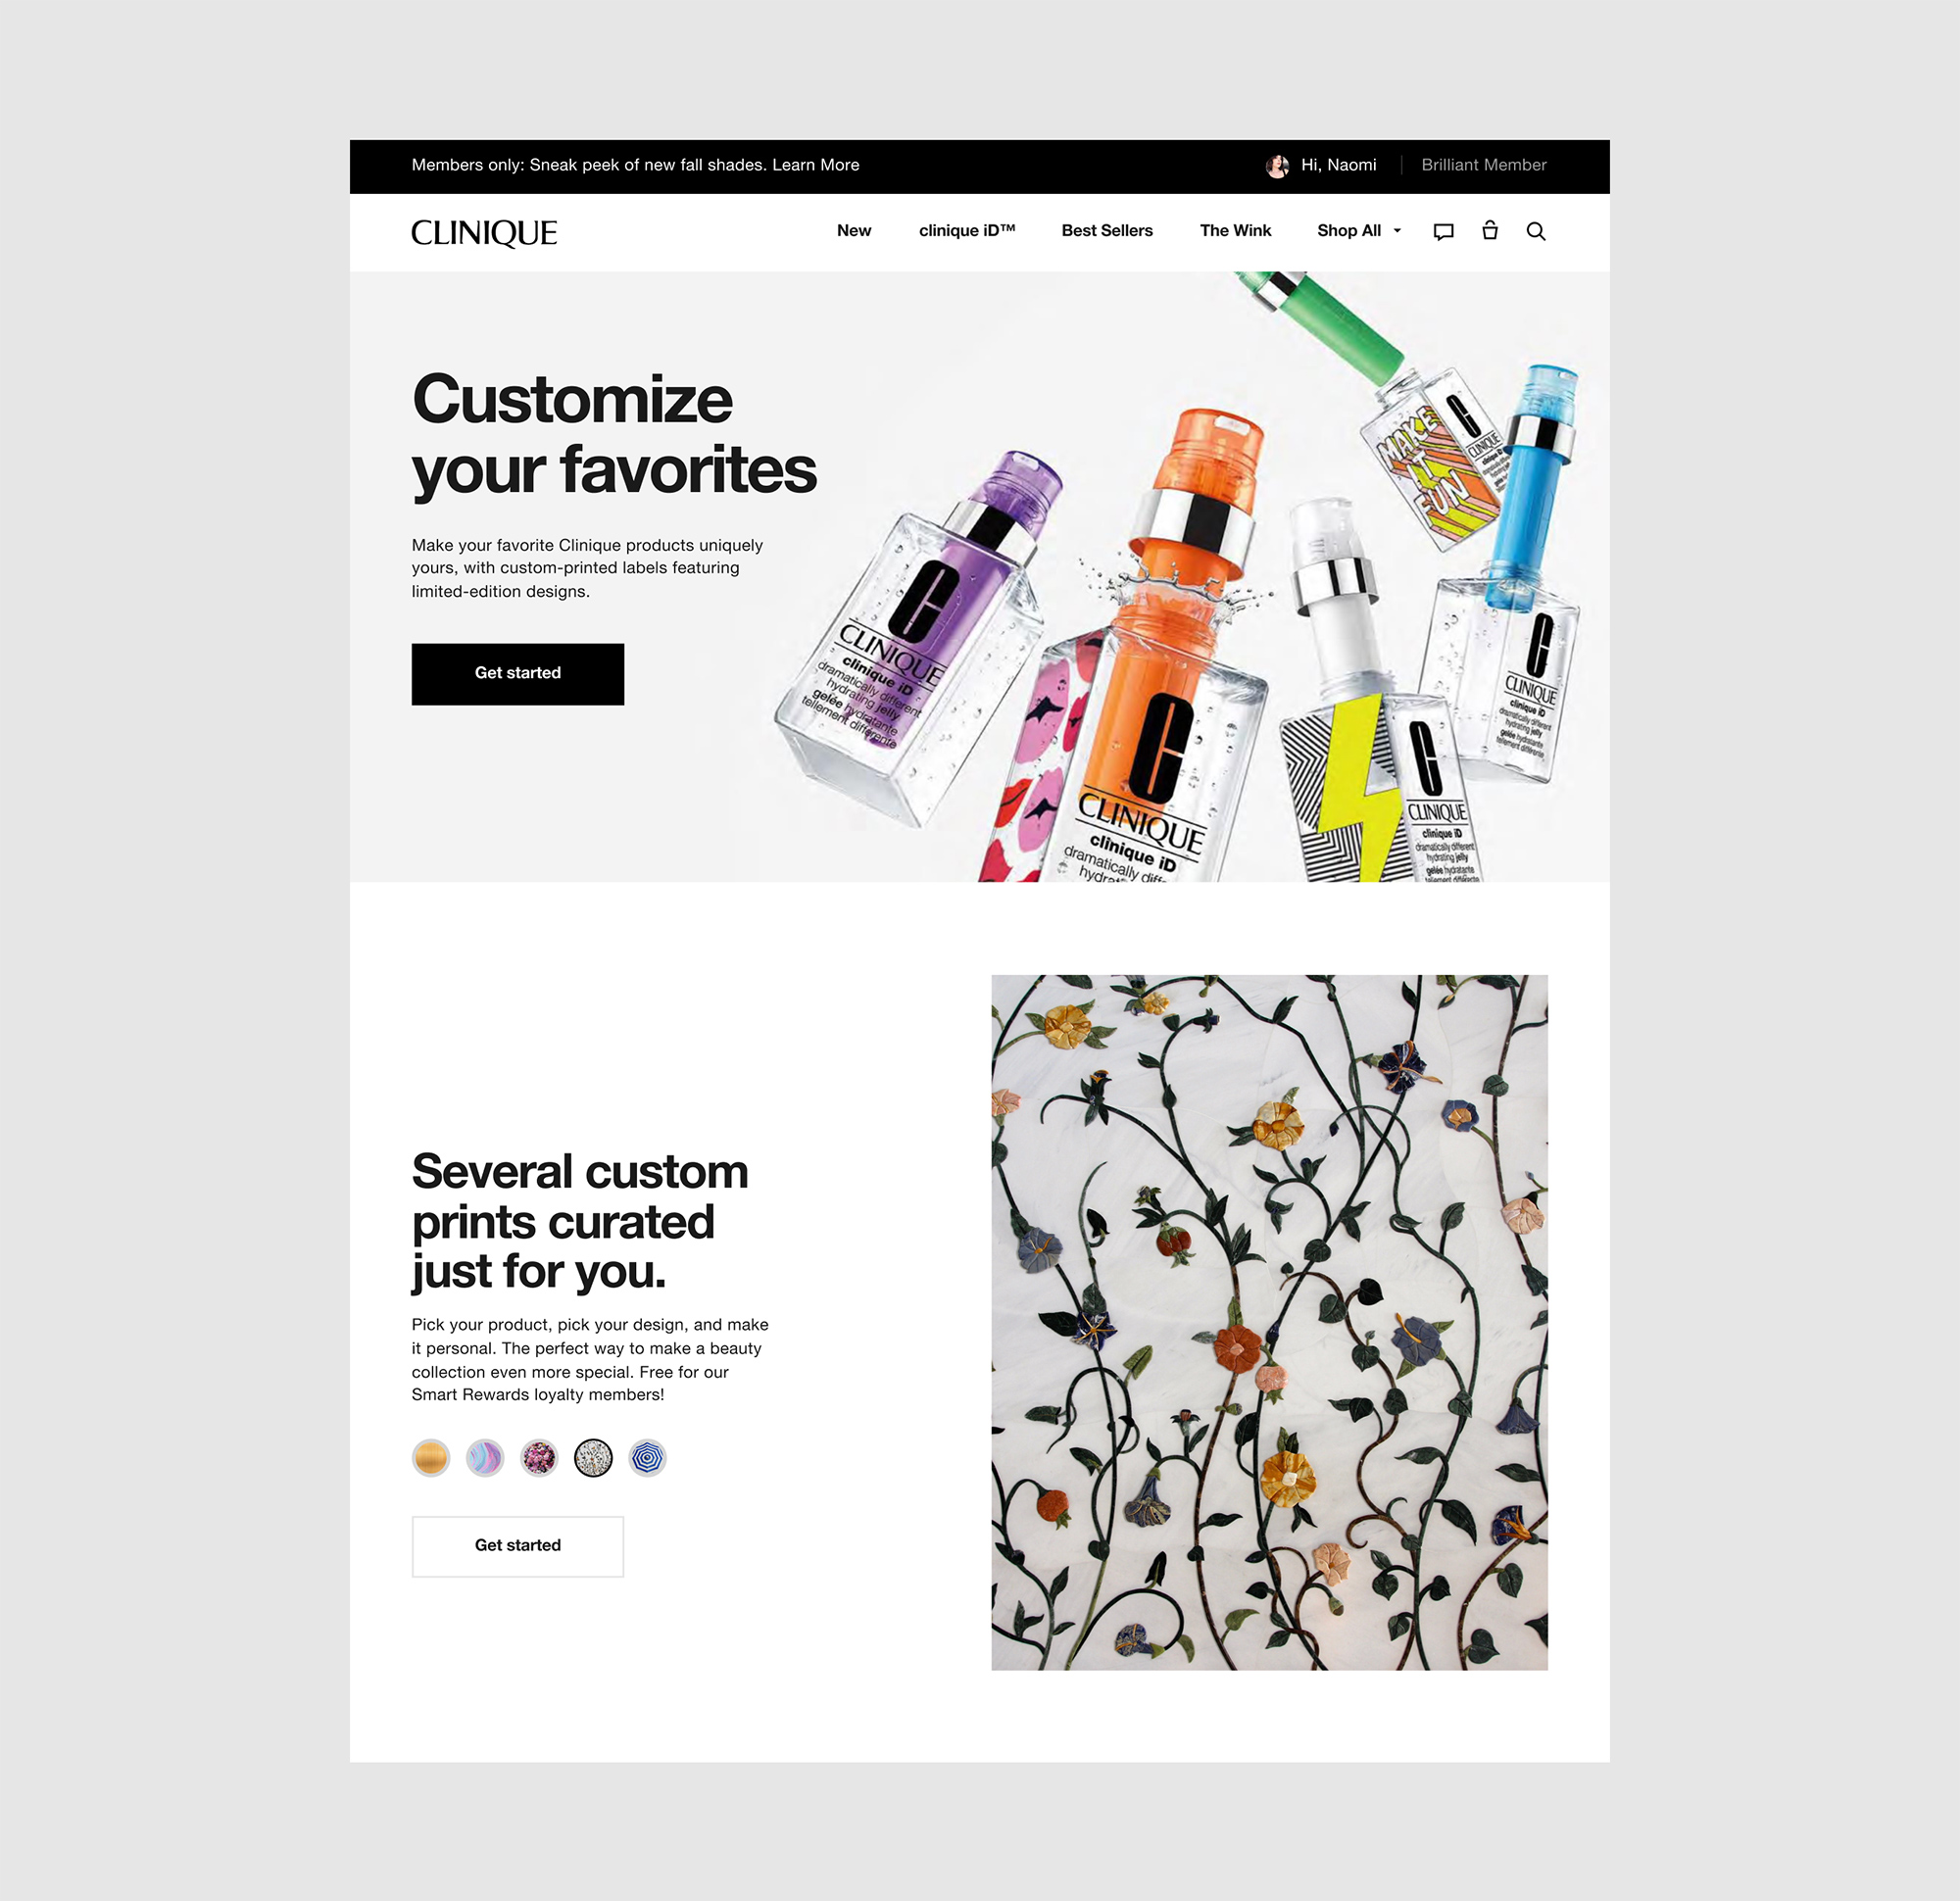 Members only: Sneak peek of new fall shades. Learn More
Hi, Naomi
Brilliant Member
CLINIQUE
New
clinique iD™
Best Sellers
The Wink
Shop All
Customize
your favorites
Make your favorite Clinique products uniquely
yours, with custom-printed labels featuring
limited-edition designs.
Get started
CLINIQUE
clinique iD
dramatically different
hydrating jelly
gelée hydratante
tellement différente
CLINIQUE
clinique iD
dramatically diffe
MAKE
IT
FUN
CLINIQUE
clinique iD
CLINIQUE
clinique iD
dramatically different
hydrating jelly
gelée hydratante
tellement différente
CLINIQUE
clinique iD
dramatically different
hydrating jelly
gelée hydratante
Several custom
prints curated
just for you.
Pick your product, pick your design, and make
it personal. The perfect way to make a beauty
collection even more special. Free for our
Smart Rewards loyalty members!
Get started